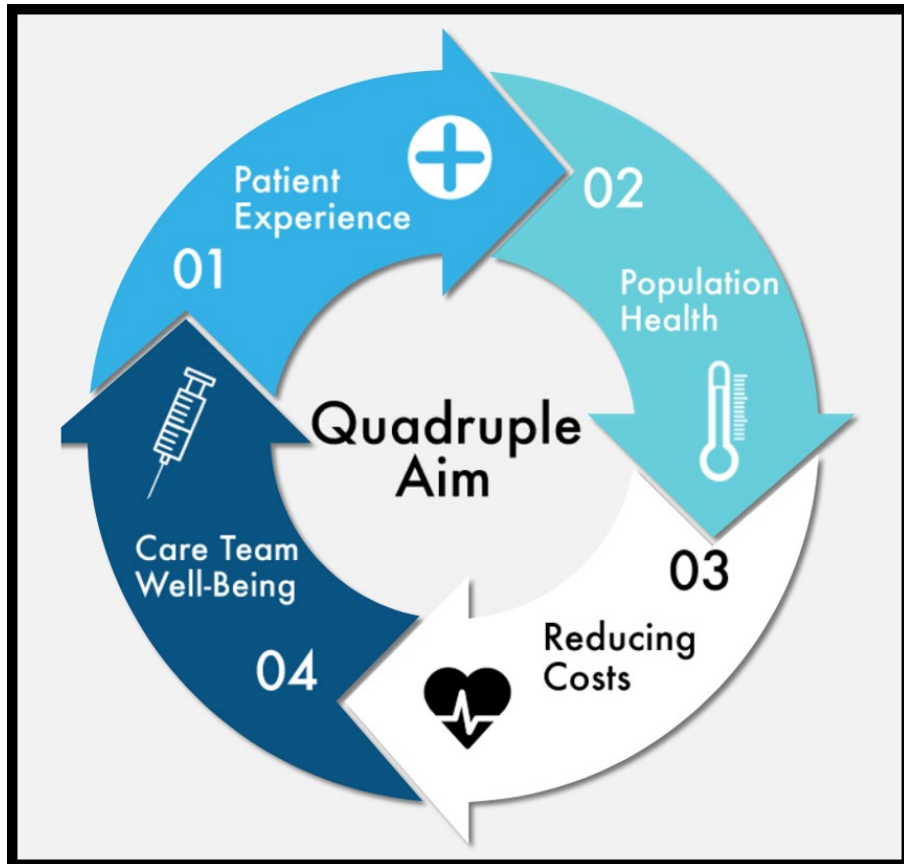 01
Patient
Experience
02
Population
Health
03
Reducing
Costs
04
Care Team
Well-Being
Quadruple
Aim